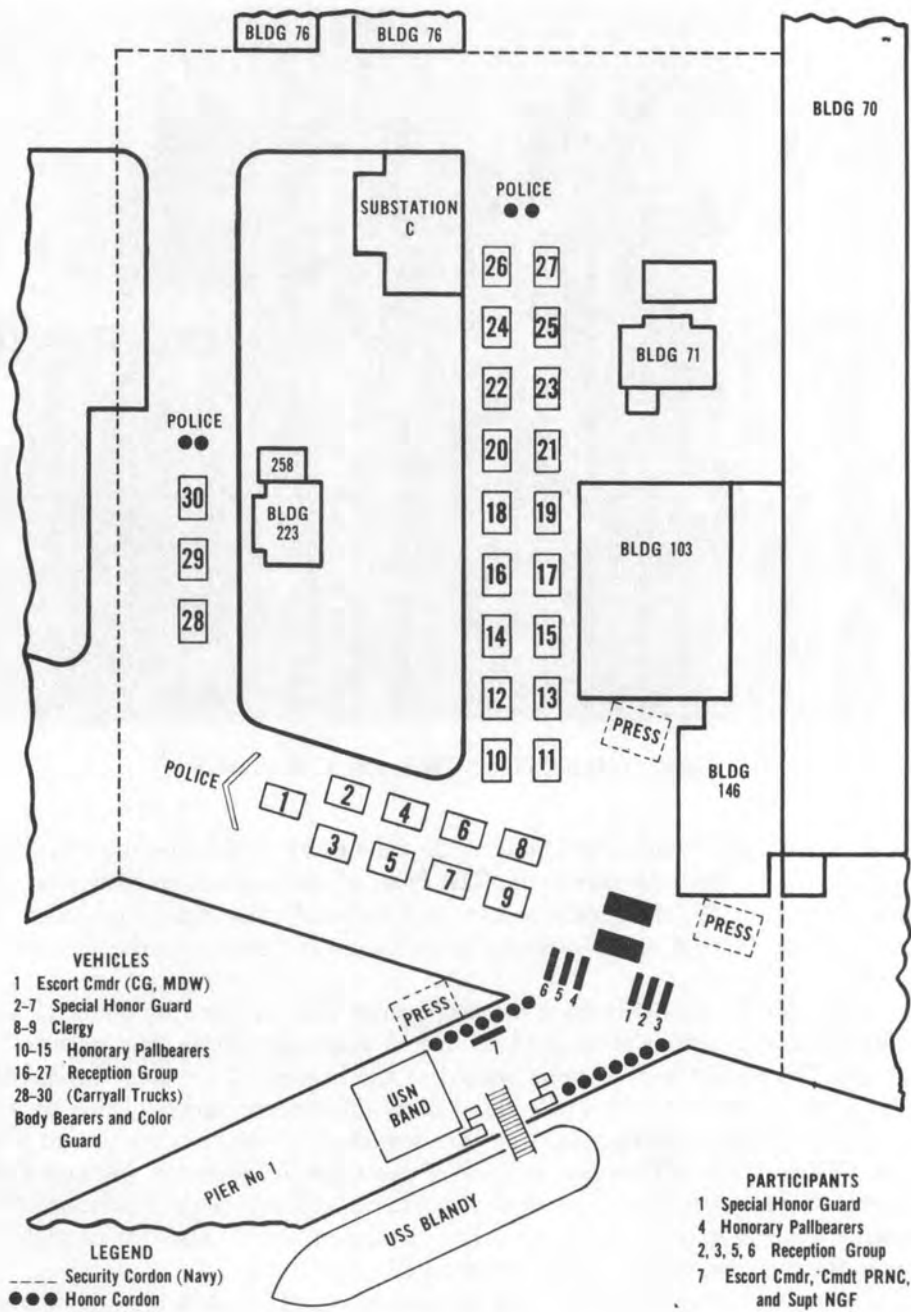 BLDG 76
BLDG 76
BLDG 70
SUBSTATION
C
POLICE
26 27
24 25
BLDG 71
22 23
POLICE
20 21
258
30
BLDG
223
18 19
BLDG 103
29
16 17
28
14 15
12 13
PRESS
10 11
BLDG
146
POLICE
1 2 4 6 8
3 5 7 9
PRESS
VEHICLES
1 Escort Cmdr (CG, MDW)
2–7 Special Honor Guard
8–9 Clergy
10–15 Honorary Pallbearers
16–27 Reception Group
28–30 (Carryall Trucks)
Body Bearers and Color
Guard
6 5 4
1 2 3
PRESS
7
USN
BAND
PIER No 1
USS BLANDY
LEGEND
---- Security Cordon (Navy)
●●● Honor Cordon
PARTICIPANTS
1 Special Honor Guard
4 Honorary Pallbearers
2, 3, 5, 6 Reception Group
7 Escort Cmdr, Cmdt PRNC,
and Supt NGF